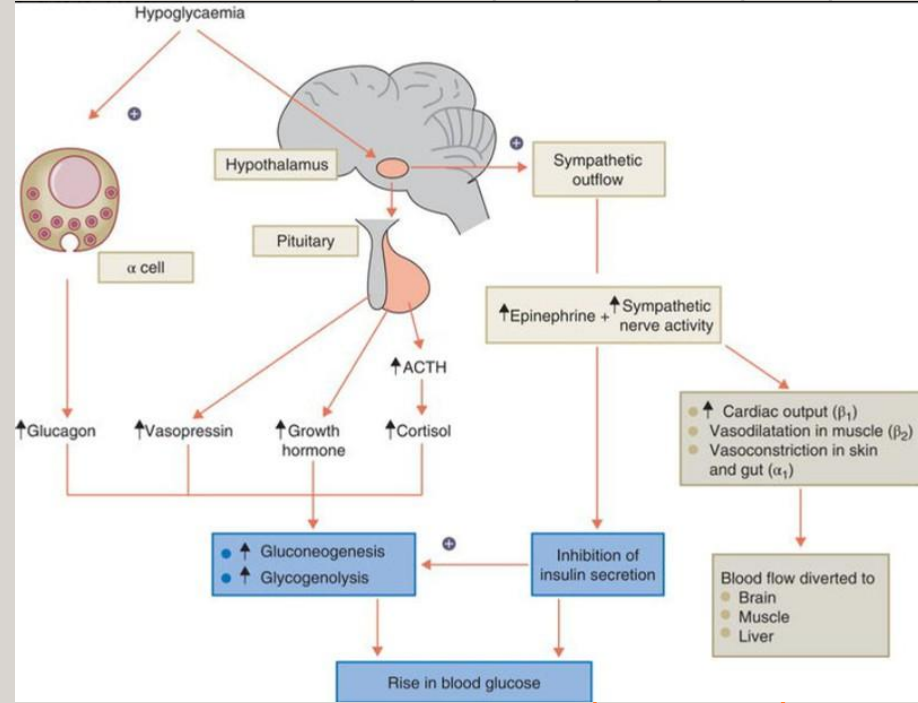 Hypoglycaemia
+
+
Hypothalamus
Sympathetic
outflow
Pituitary
α cell
↑Epinephrine + ↑Sympathetic
nerve activity
↑ACTH
↑Glucagon
↑Vasopressin
↑Growth
hormone
↑Cortisol
↑ Cardiac output (β₁)
Vasodilatation in muscle (β₂)
Vasoconstriction in skin
and gut (α₁)
↑ Gluconeogenesis
↑ Glycogenolysis
+
Inhibition of
insulin secretion
Blood flow diverted to
Brain
Muscle
Liver
Rise in blood glucose